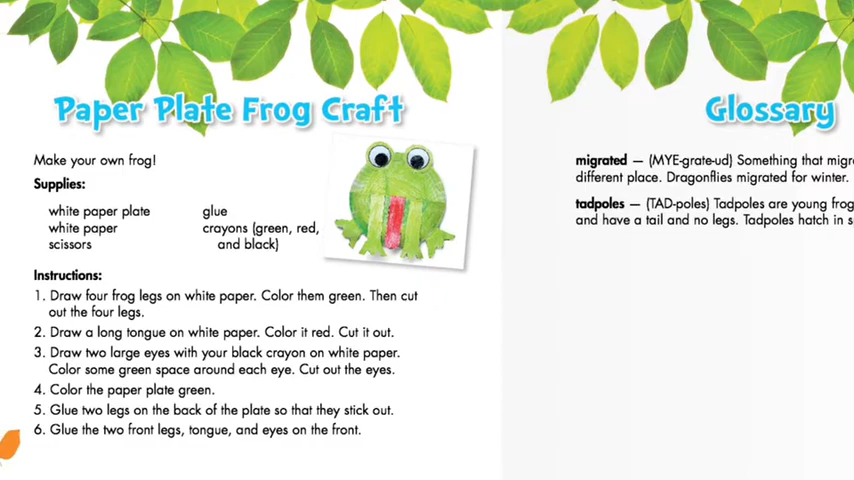 Paper Plate Frog Craft
Make your own frog!
Supplies:
white paper plate
white paper
scissors
glue
crayons (green, red,
and black)
Instructions:
1. Draw four frog legs on white paper. Color them green. Then cut
out the four legs.
2. Draw a long tongue on white paper. Color it red. Cut it out.
3. Draw two large eyes with your black crayon on white paper.
Color some green space around each eye. Cut out the eyes.
4. Color the paper plate green.
5. Glue two legs on the back of the plate so that they stick out.
6. Glue the two front legs, tongue, and eyes on the front.
Glossary
migrated — (MYE-grate-ud) Something that migra
different place. Dragonflies migrated for winter.
tadpoles — (TAD-poles) Tadpoles are young frog
and have a tail and no legs. Tadpoles hatch in s